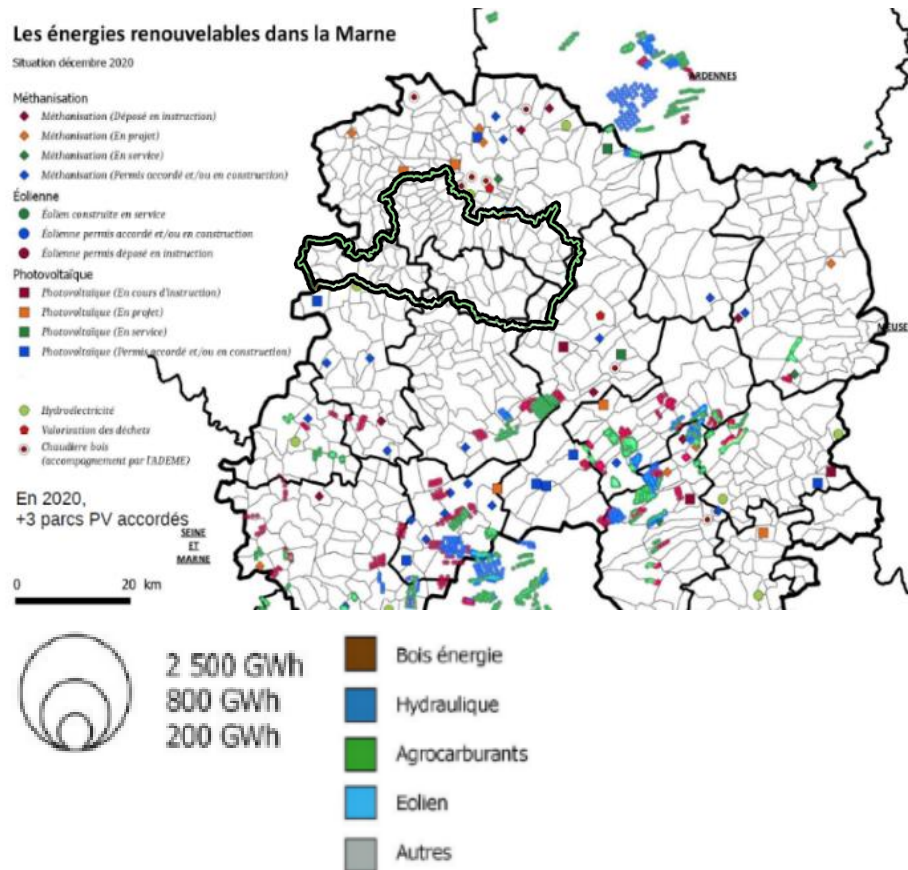 Les énergies renouvelables dans la Marne
Situation décembre 2020
Méthanisation
Méthanisation (Déposé en instruction)
Méthanisation (En projet)
Méthanisation (En service)
Méthanisation (Permis accordé et/ou en construction)
Éolienne
Eolien construite en service
Eolienne permis accordé et/ou en construction
Éolienne permis déposé en instruction
Photovoltaïque
Photovoltaïque (En cours d'instruction)
Photovoltaïque (En projet)
Photovoltaïque (En service)
Photovoltaïque (Permis accordé et/ou en construction)
Hydroélectricité
Valorisation des déchets
Chaudiere bois
(accompagnement par l'ADEME)
En 2020,
+3 parcs PV accordés
ARDENNES
MEUSE
SEINE
ET
MARNE
0 20 km
2 500 GWh
800 GWh
200 GWh
Bois énergie
Hydraulique
Agrocarburants
Eolien
Autres